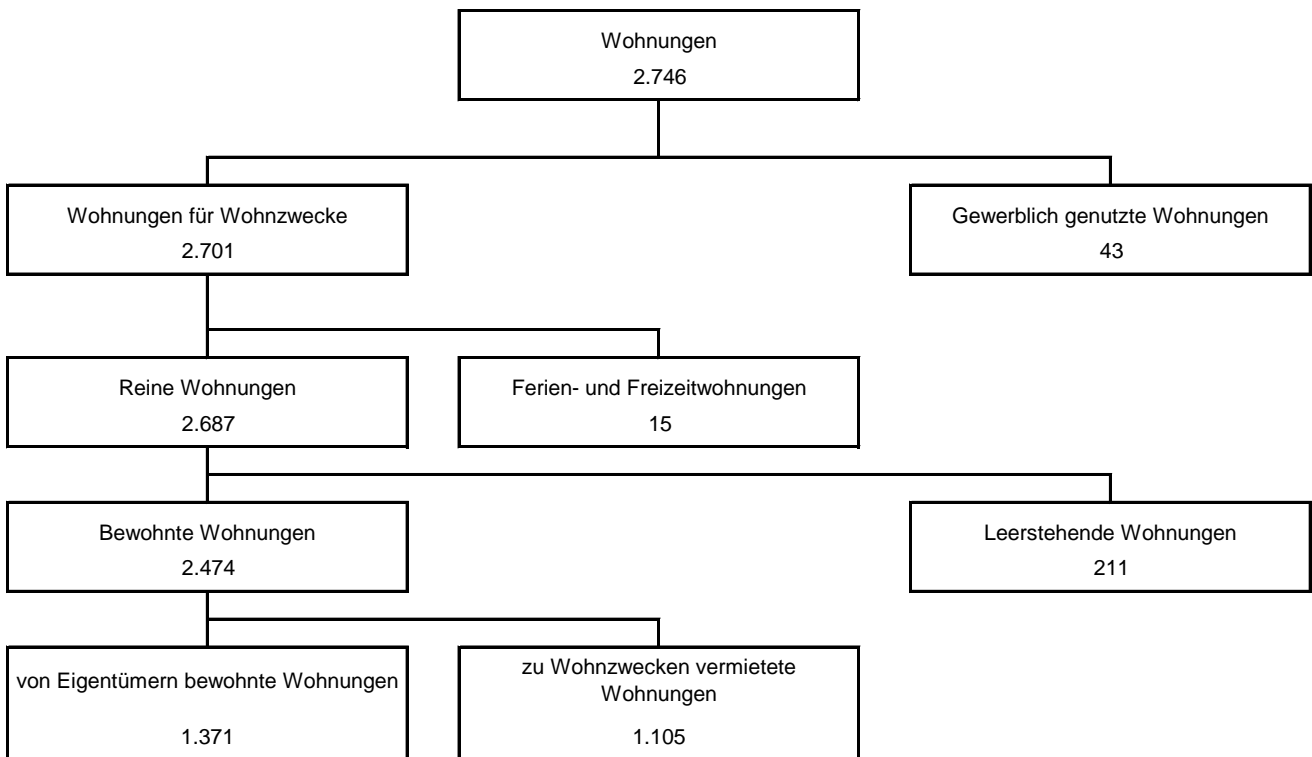 Wohnungen
2.746
Wohnungen für Wohnzwecke
2.701
Gewerblich genutzte Wohnungen
43
Reine Wohnungen
2.687
Ferien- und Freizeitwohnungen
15
Bewohnte Wohnungen
2.474
Leerstehende Wohnungen
211
von Eigentümern bewohnte Wohnungen
1.371
zu Wohnzwecken vermietete
Wohnungen
1.105